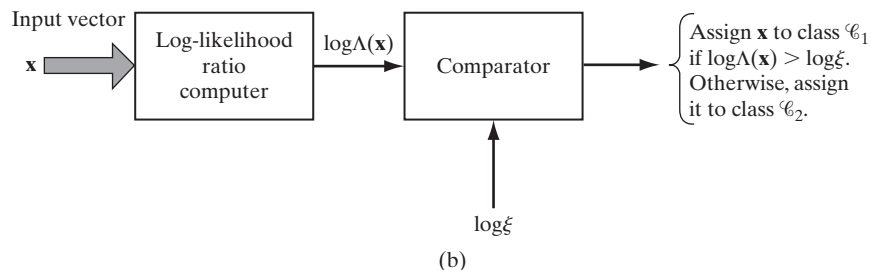 Input vector
x
Log-likelihood
ratio
computer
logΛ(x)
Comparator
Assign x to class 𝒞₁
if logΛ(x) > logξ.
Otherwise, assign
it to class 𝒞₂.
logξ
(b)